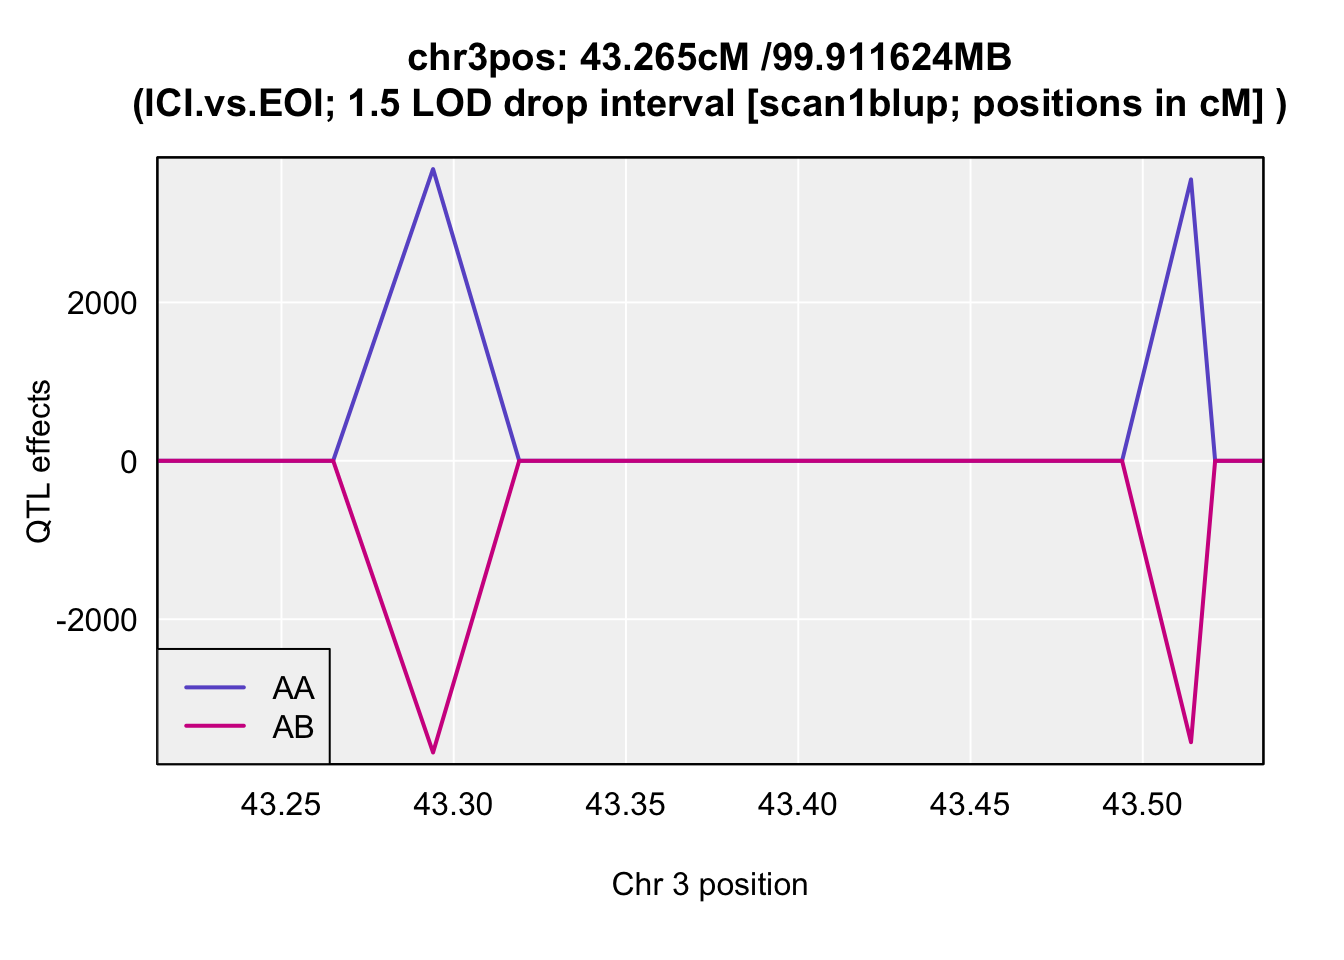 chr3pos: 43.265cM /99.911624MB
(ICI.vs.EOI; 1.5 LOD drop interval [scan1blup; positions in cM] )
QTL effects
2000
0
-2000
AA
AB
43.25 43.30 43.35 43.40 43.45 43.50
Chr 3 position